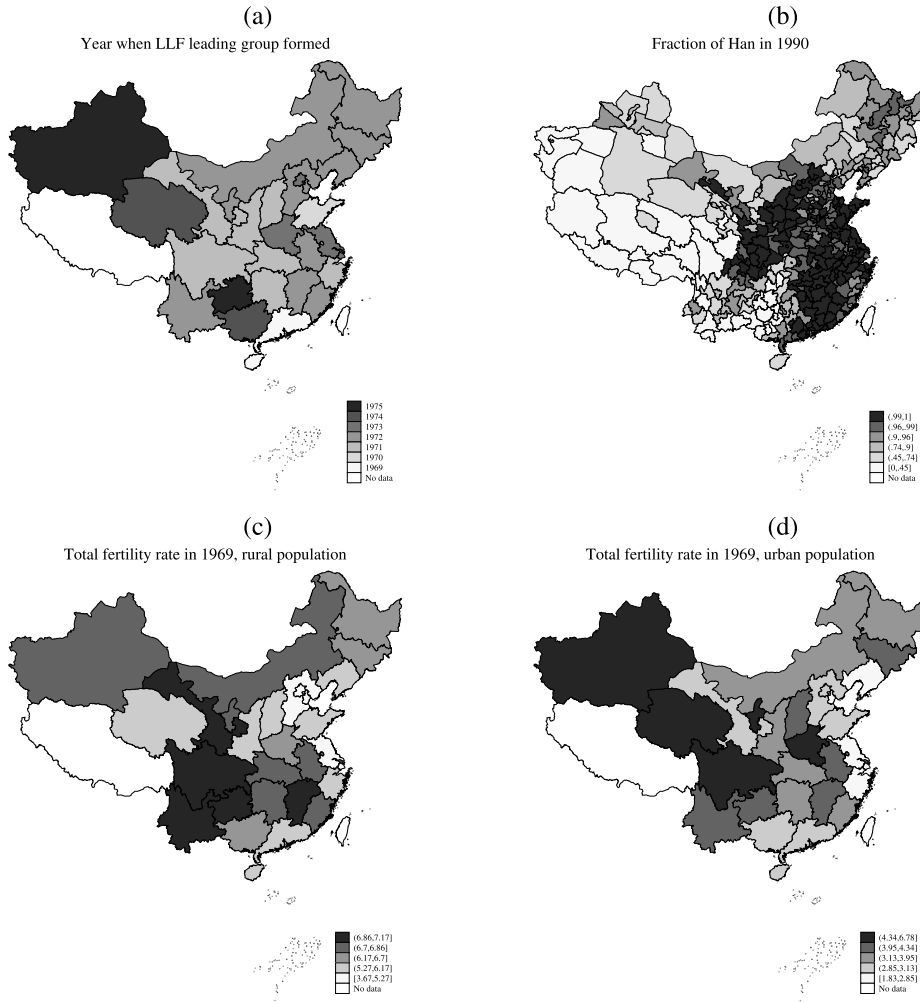 (a)
Year when LLF leading group formed
1975
1974
1973
1972
1971
1970
1969
No data
(b)
Fraction of Han in 1990
(.99,1]
(.96,.99]
(.9,.96]
(.74,.9]
(.45,.74]
[0,.45]
No data
(c)
Total fertility rate in 1969, rural population
(6.86,7.17]
(6.7,6.86]
(6.17,6.7]
(5.27,6.17]
[3.67,5.27]
No data
(d)
Total fertility rate in 1969, urban population
(4.34,6.78]
(3.95,4.34]
(3.13,3.95]
(2.85,3.13]
[1.83,2.85]
No data